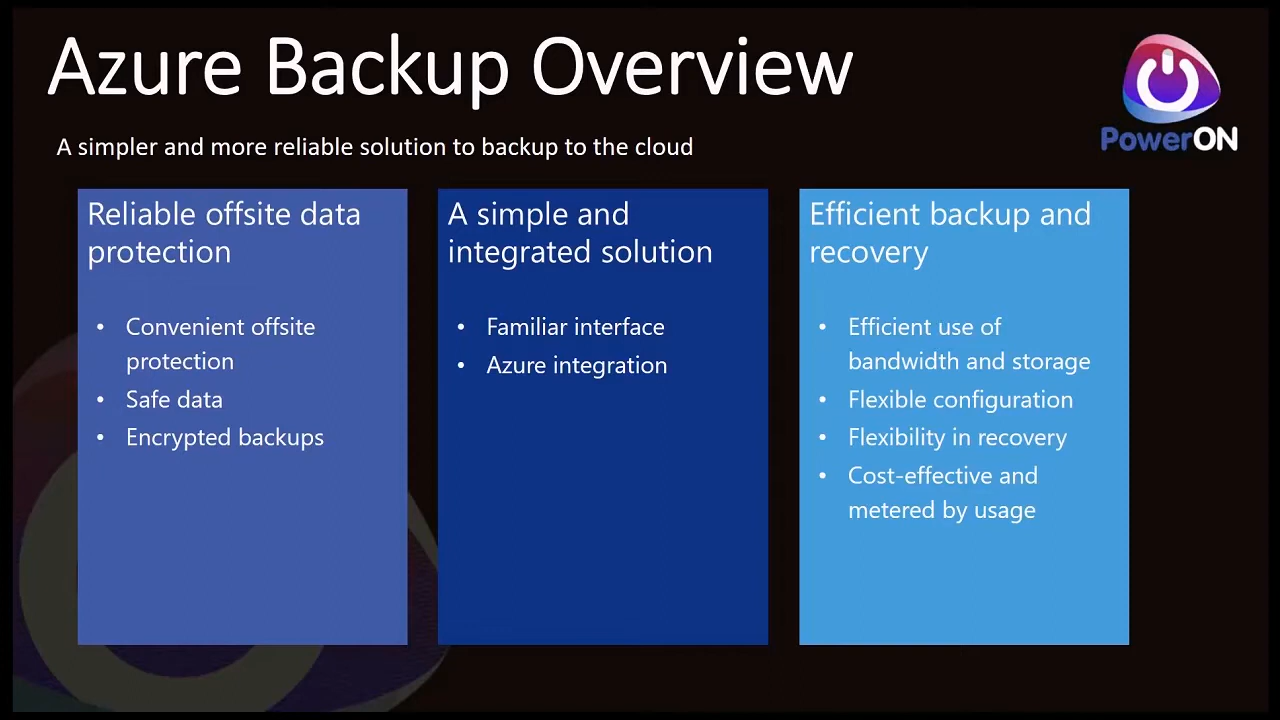 Azure Backup Overview
PowerON
A simpler and more reliable solution to backup to the cloud
Reliable offsite data
protection
• Convenient offsite
protection
• Safe data
• Encrypted backups
A simple and
integrated solution
• Familiar interface
• Azure integration
Efficient backup and
recovery
• Efficient use of
bandwidth and storage
• Flexible configuration
• Flexibility in recovery
• Cost-effective and
metered by usage